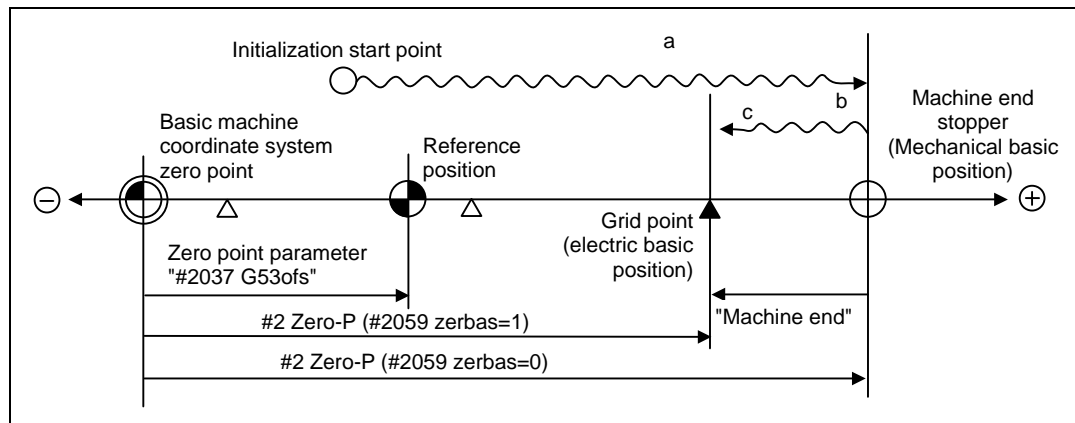 a
Initialization start point
b
c
Machine end
stopper
(Mechanical basic
position)
Basic machine
coordinate system
zero point
Reference
position
−
+
Grid point
(electric basic
position)
Zero point parameter
"#2037 G53ofs"
"Machine end"
#2 Zero-P (#2059 zerbas=1)
#2 Zero-P (#2059 zerbas=0)